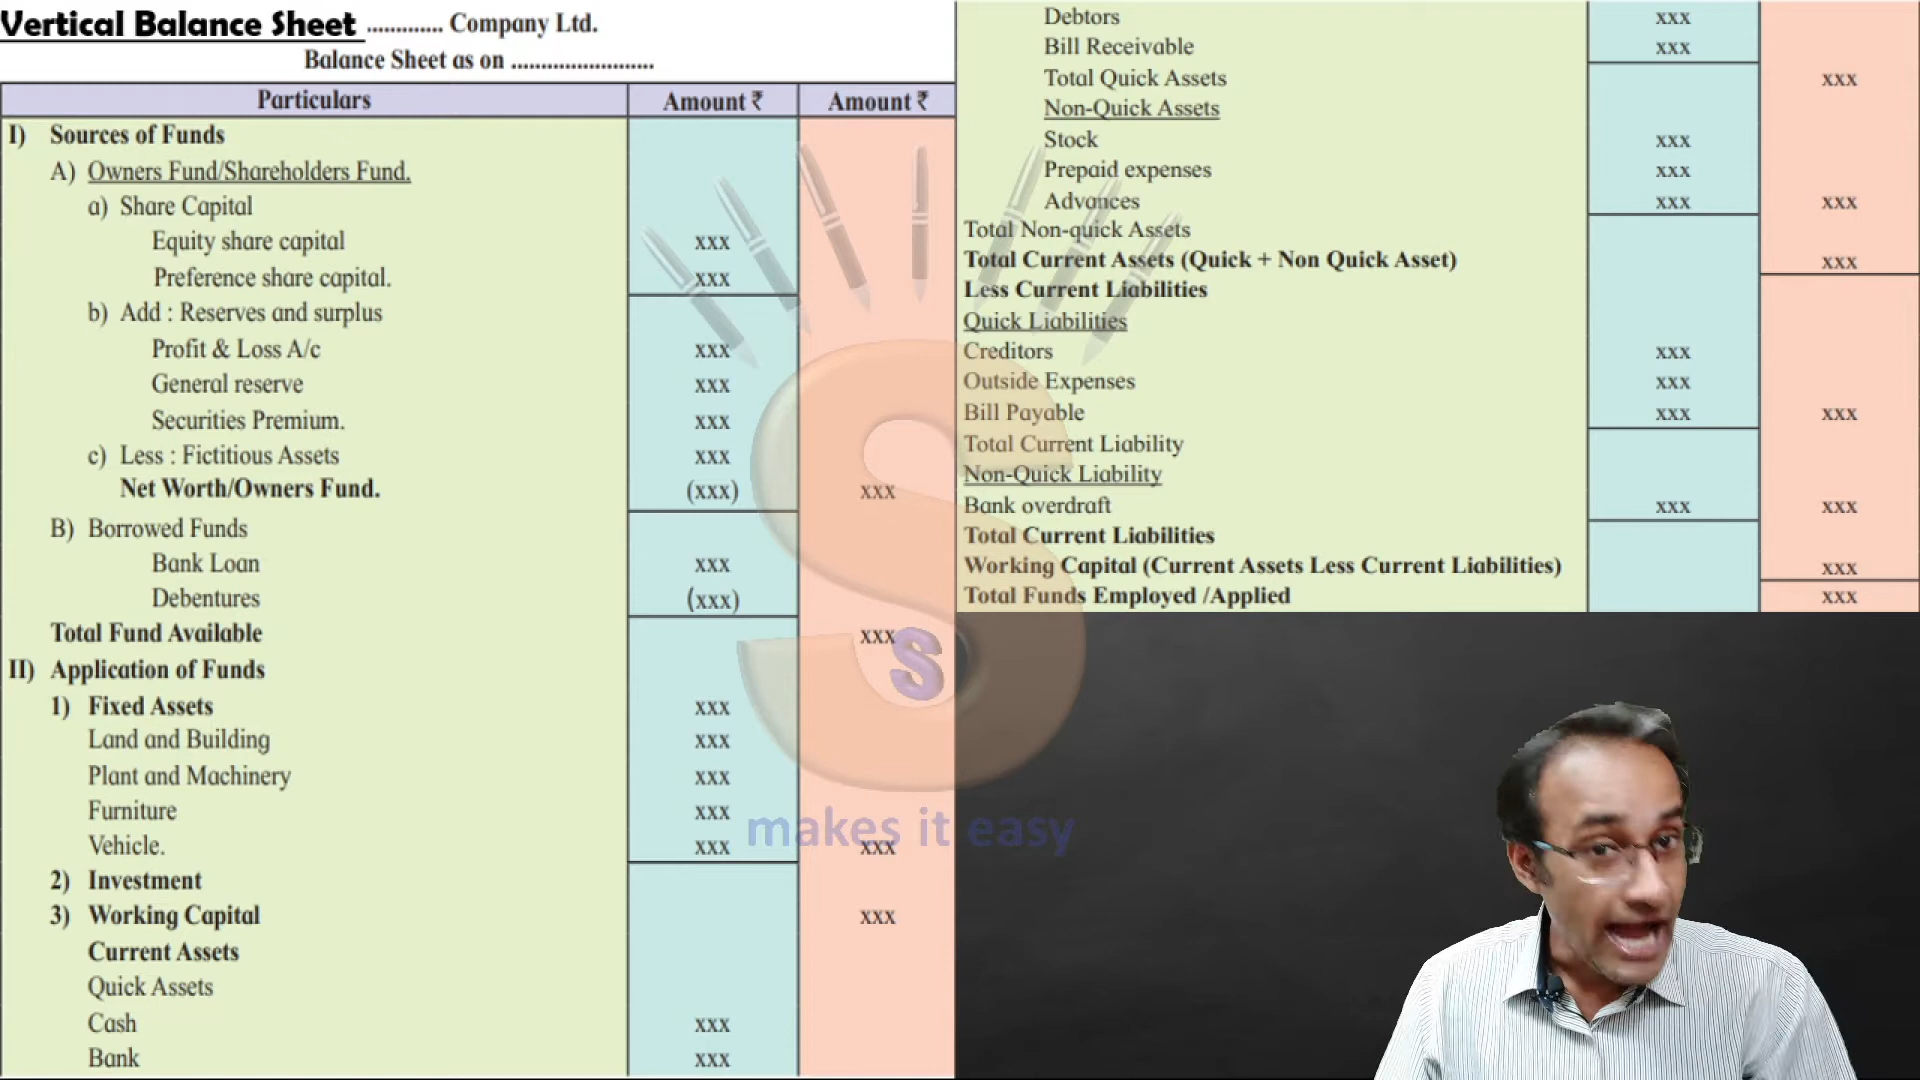 Vertical Balance Sheet ............. Company Ltd.
Balance Sheet as on ........................
Particulars Amount ₹ Amount ₹
I) Sources of Funds
A) Owners Fund/Shareholders Fund.
a) Share Capital
Equity share capital xxx
Preference share capital. xxx
b) Add : Reserves and surplus
Profit & Loss A/c xxx
General reserve xxx
Securities Premium. xxx
c) Less : Fictitious Assets xxx
Net Worth/Owners Fund. (xxx) xxx
B) Borrowed Funds
Bank Loan xxx
Debentures (xxx)
Total Fund Available xxx
II) Application of Funds
1) Fixed Assets xxx
Land and Building xxx
Plant and Machinery xxx
Furniture xxx
Vehicle. xxx xxx
2) Investment
3) Working Capital xxx
Current Assets
Quick Assets
Cash xxx
Bank xxx
Debtors xxx
Bill Receivable xxx
Total Quick Assets xxx
Non-Quick Assets
Stock xxx
Prepaid expenses xxx
Advances xxx xxx
Total Non-quick Assets
Total Current Assets (Quick + Non Quick Asset) xxx
Less Current Liabilities
Quick Liabilities
Creditors xxx
Outside Expenses xxx
Bill Payable xxx xxx
Total Current Liability
Non-Quick Liability
Bank overdraft xxx xxx
Total Current Liabilities
Working Capital (Current Assets Less Current Liabilities) xxx
Total Funds Employed /Applied xxx
S
s
makes it easy